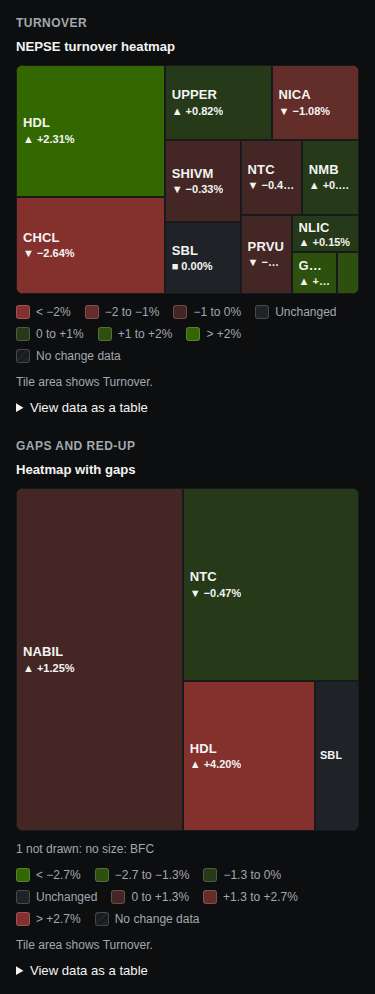 TURNOVER
NEPSE turnover heatmap
HDL
▲ +2.31%
UPPER
▲ +0.82%
NICA
▼ −1.08%
SHIVM
▼ −0.33%
NTC
▼ −0.4…
NMB
▲ +0.…
CHCL
▼ −2.64%
SBL
■ 0.00%
PRVU
▼ −…
NLIC
▲ +0.15%
G…
▲ +…
< −2%
−2 to −1%
−1 to 0%
Unchanged
0 to +1%
+1 to +2%
> +2%
No change data
Tile area shows Turnover.
▶ View data as a table
GAPS AND RED-UP
Heatmap with gaps
NABIL
▲ +1.25%
NTC
▼ −0.47%
HDL
▲ +4.20%
SBL
1 not drawn: no size: BFC
< −2.7%
−2.7 to −1.3%
−1.3 to 0%
Unchanged
0 to +1.3%
+1.3 to +2.7%
> +2.7%
No change data
Tile area shows Turnover.
▶ View data as a table